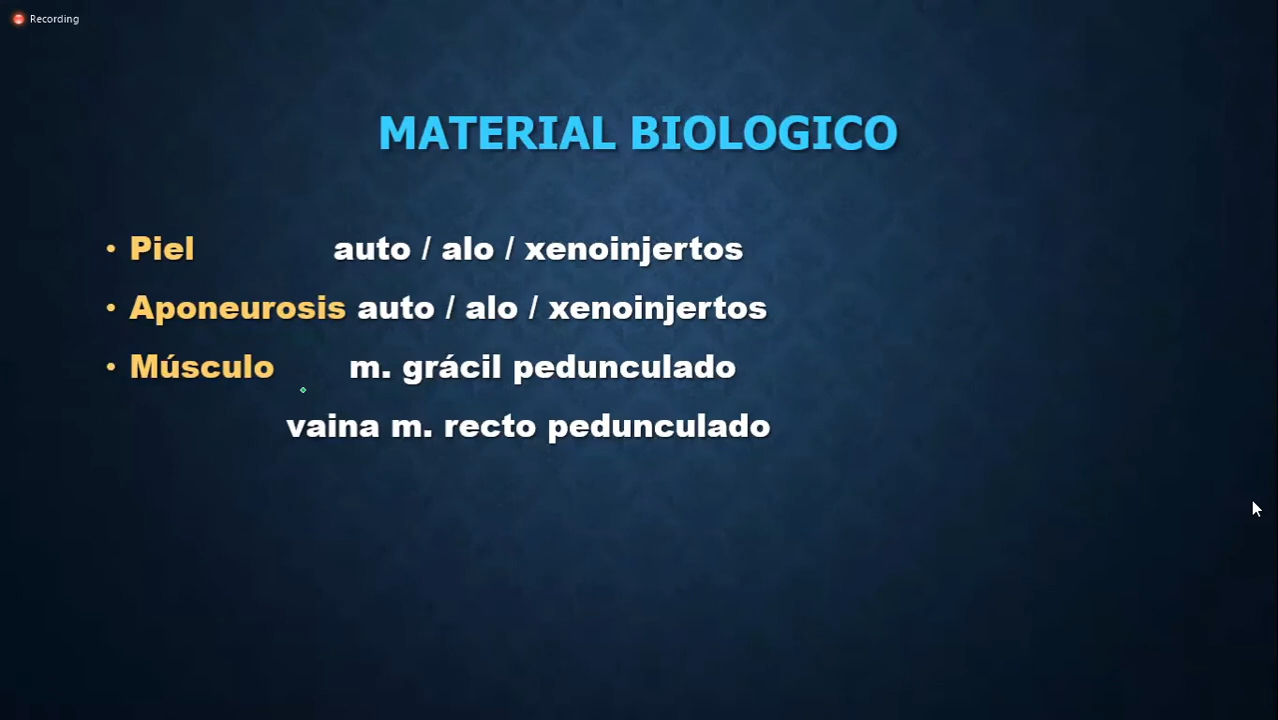 Recording
MATERIAL BIOLOGICO
• Piel auto / alo / xenoinjertos
• Aponeurosis auto / alo / xenoinjertos
• Músculo m. grácil pedunculado
vaina m. recto pedunculado